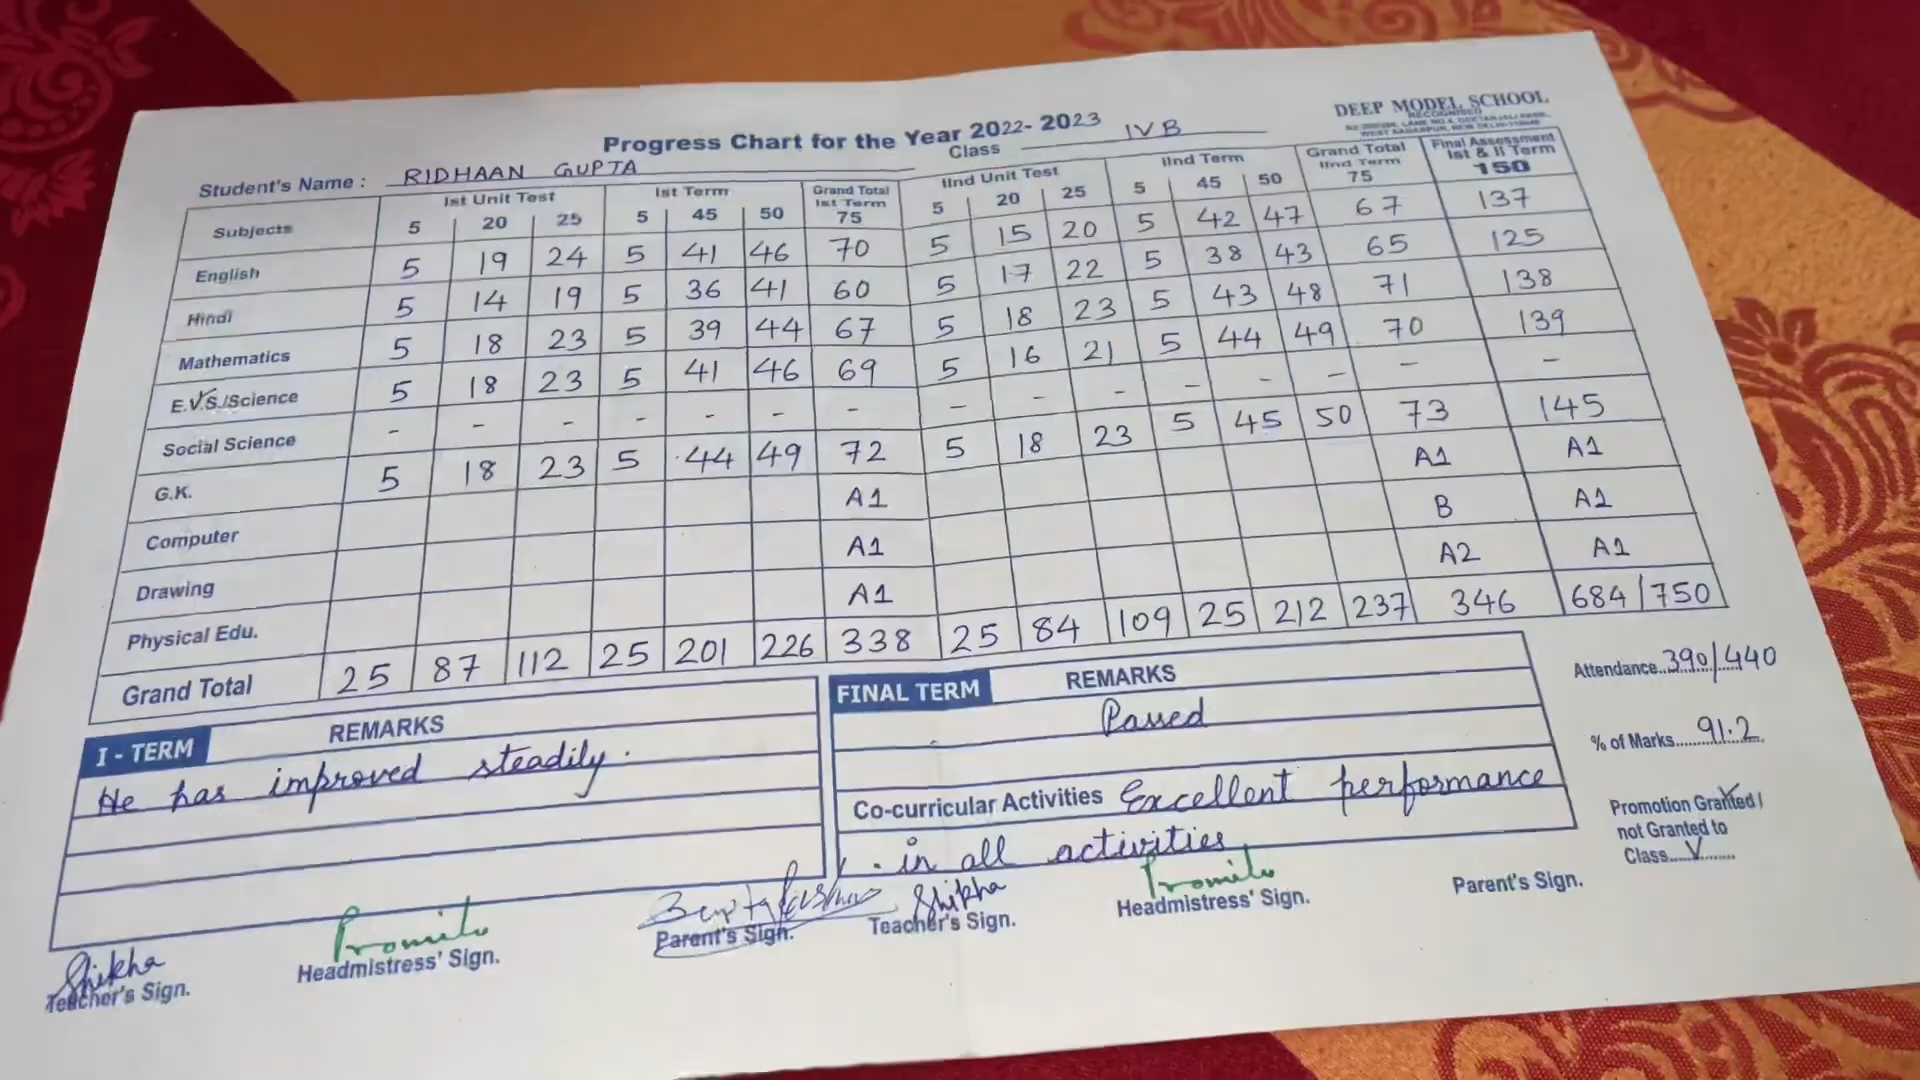 DEEP MODEL SCHOOL
RECOGNISED
Progress Chart for the Year 2022-2023
Student's Name : RIDHAAN GUPTA Class IV B
Subjects Ist Unit Test Ist Term Grand Total Ist Term IInd Unit Test IInd Term Grand Total IInd Term Final Assessment Ist & II Term
5 20 25 5 45 50 75 5 20 25 5 45 50 75 150
English 5 19 24 5 41 46 70 5 15 20 5 42 47 67 137
Hindi 5 14 19 5 36 41 60 5 17 22 5 38 43 65 125
Mathematics 5 18 23 5 39 44 67 5 18 23 5 43 48 71 138
E.V.S./Science 5 18 23 5 41 46 69 5 16 21 5 44 49 70 139
Social Science - - - - - - - - - - - - - - -
G.K. 5 18 23 5 44 49 72 5 18 23 5 45 50 73 145
Computer A1 A1 A1
Drawing A1 B A1
Physical Edu. A1 A2 A1
Grand Total 25 87 112 25 201 226 338 25 84 109 25 212 237 346 684/750
I - TERM REMARKS
He has improved steadily.
Shikha
Teacher's Sign.
Promila
Headmistress' Sign.
Parent's Sign.
FINAL TERM REMARKS
Passed
Co-curricular Activities Excellent performance
in all activities
Shikha
Teacher's Sign.
Promila
Headmistress' Sign.
Parent's Sign.
Attendance..390/440
% of Marks.....91.2
Promotion Granted/
not Granted to
Class....V.......